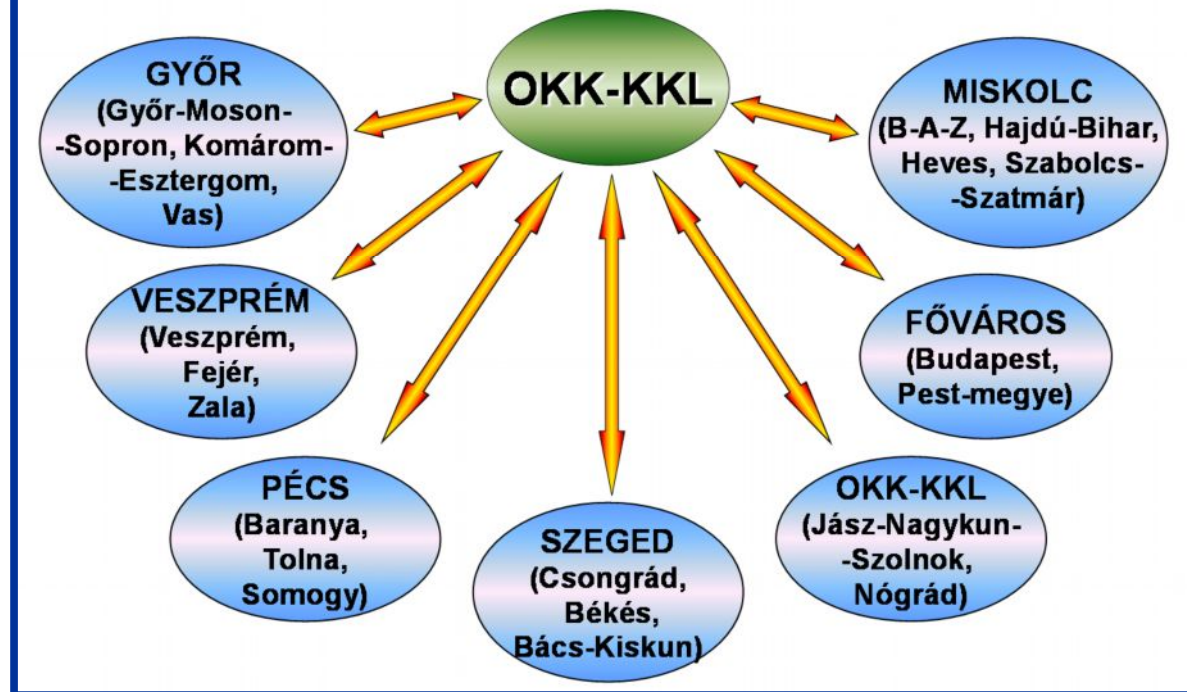 OKK-KKL
GYŐR
(Győr-Moson-
-Sopron, Komárom-
-Esztergom,
Vas)
MISKOLC
(B-A-Z, Hajdú-Bihar,
Heves, Szabolcs-
-Szatmár)
VESZPRÉM
(Veszprém,
Fejér,
Zala)
FŐVÁROS
(Budapest,
Pest-megye)
PÉCS
(Baranya,
Tolna,
Somogy)
SZEGED
(Csongrád,
Békés,
Bács-Kiskun)
OKK-KKL
(Jász-Nagykun-
-Szolnok,
Nógrád)